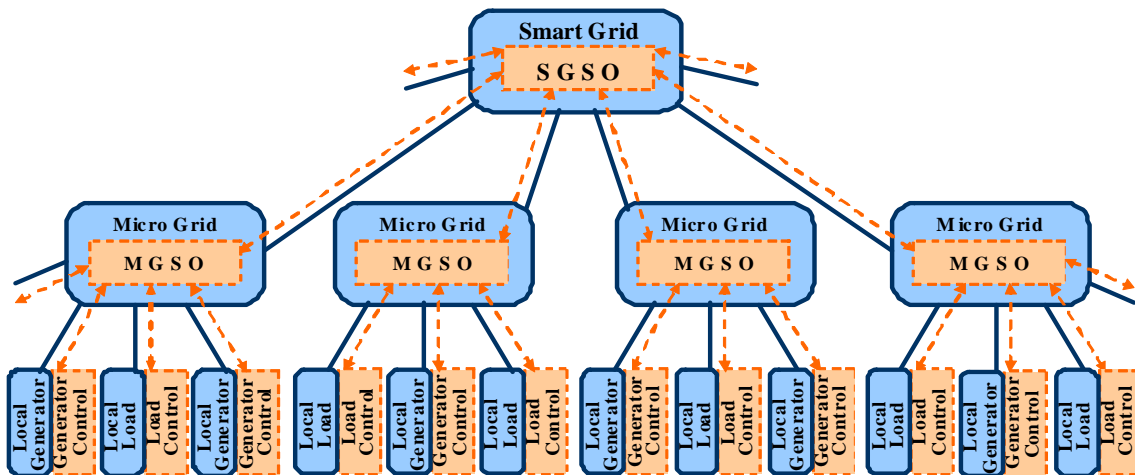 Smart Grid
S G S O
Micro Grid
M G S O
Micro Grid
M G S O
Micro Grid
M G S O
Micro Grid
M G S O
Local
Generator
Generator
Control
Local
Load
Load
Control
Local
Generator
Generator
Control
Local
Load
Load
Control
Local
Generator
Generator
Control
Local
Load
Load
Control
Local
Generator
Generator
Control
Local
Load
Load
Control
Local
Generator
Generator
Control
Local
Load
Load
Control
Local
Generator
Generator
Control
Local
Load
Load
Control